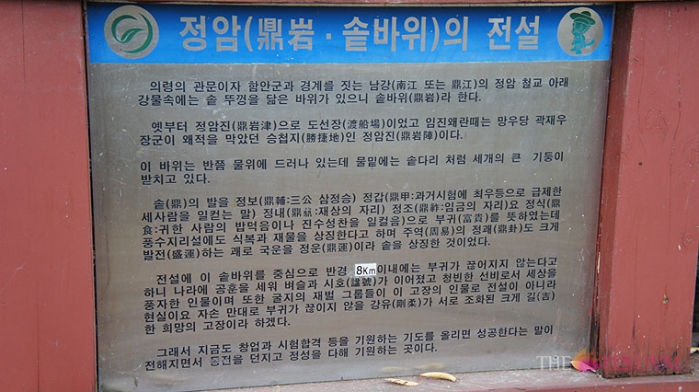 정암(鼎岩·솥바위)의 전설
의령의 관문이자 함안군과 경계를 짓는 남강(南江 또는 鼎江)의 정암 철교 아래
강물속에는 솥 뚜껑을 닮은 바위가 있으니 솥바위(鼎岩)라 한다.
옛부터 정암진(鼎岩津)으로 도선장(渡船場)이었고 임진왜란때는 망우당 곽재우
장군이 왜적을 막았던 승첩지(勝捷地)인 정암진(鼎岩陣)이다.
이 바위는 반쯤 물위에 드러나 있는데 물밑에는 솥다리 처럼 세개의 큰 기둥이
받치고 있다.
솥(鼎)의 발을 정보(鼎輔:三公 삼정승) 정갑(鼎甲:과거시험에 최우등으로 급제한
세사람을 일컫는 말) 정내(鼎鼐:재상의 자리) 정조(鼎祚:임금의 자리)요 정식(鼎
食:귀한 사람의 밥먹음이나 진수성찬을 일컬음)으로 부귀(富貴)를 뜻하였는데
풍수지리설에도 식복과 재물을 상징한다고 하며 주역(周易)의 정괘(鼎卦)도 크게
발전(盛運)하는 괘로 국운을 정운(鼎運)이라 솥을 상징한 것이었다.
전설에 이 솥바위를 중심으로 반경 8Km이내에는 부귀가 끊어지지 않는다고
하니 나라에 공훈을 세워 벼슬과 시호(諡號)가 이어졌고 청빈한 선비로서 세상을
풍자한 인물이며 또한 굴지의 재벌 그룹들이 이 고장의 인물로 전설이 아니라
현실이요 자손 만대로 부귀가 끊이지 않을 강유(剛柔)가 서로 조화된 크게 길(吉)
한 희망의 고장이라 하겠다.
그래서 지금도 창업과 시험합격 등을 기원하는 기도를 올리면 성공한다는 말이
전해지면서 동전을 던지고 정성을 다해 기원하는 곳이다.
THE